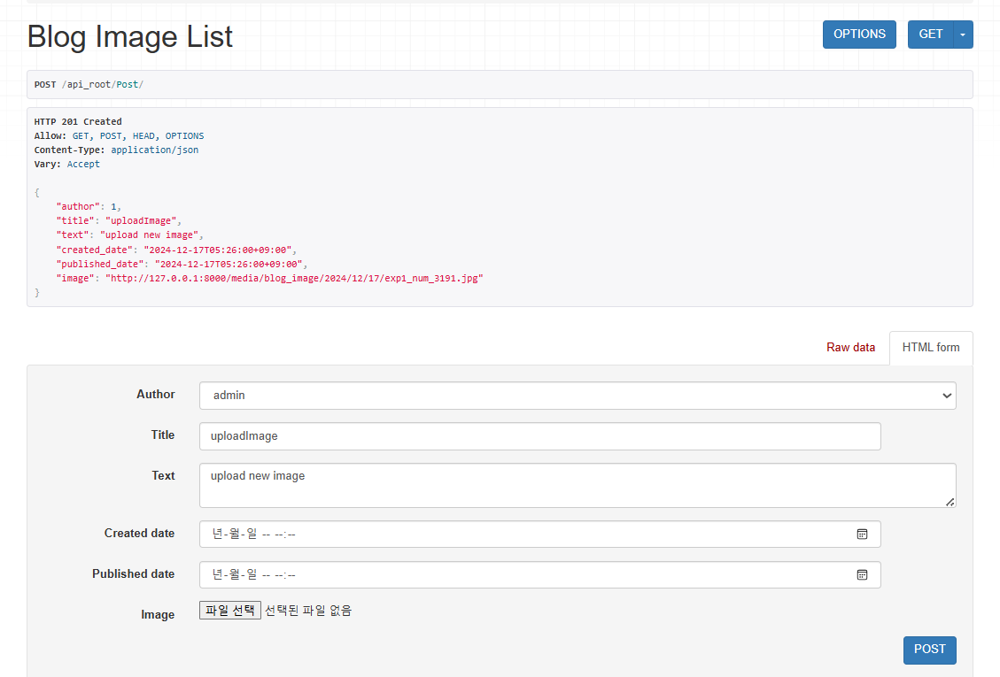 Blog Image List
OPTIONS
GET
POST /api_root/Post/
HTTP 201 Created
Allow: GET, POST, HEAD, OPTIONS
Content-Type: application/json
Vary: Accept
{
"author": 1,
"title": "uploadImage",
"text": "upload new image",
"created_date": "2024-12-17T05:26:00+09:00",
"published_date": "2024-12-17T05:26:00+09:00",
"image": "http://127.0.0.1:8000/media/blog_image/2024/12/17/exp1_num_3191.jpg"
}
Raw data
HTML form
Author
admin
Title
uploadImage
Text
upload new image
Created date
년-월-일 -- --:--
Published date
년-월-일 -- --:--
Image
파일 선택 선택된 파일 없음
POST